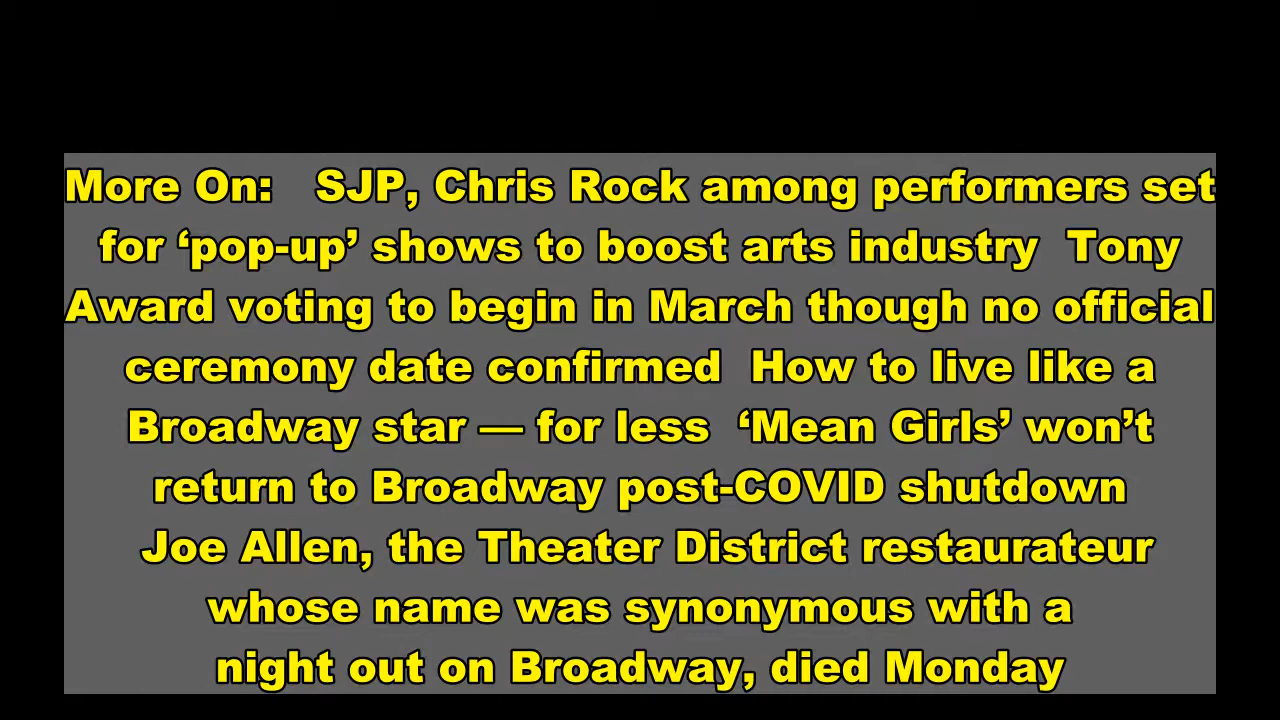 More On: SJP, Chris Rock among performers set
for ‘pop-up’ shows to boost arts industry Tony
Award voting to begin in March though no official
ceremony date confirmed How to live like a
Broadway star — for less ‘Mean Girls’ won’t
return to Broadway post-COVID shutdown
Joe Allen, the Theater District restaurateur
whose name was synonymous with a
night out on Broadway, died Monday